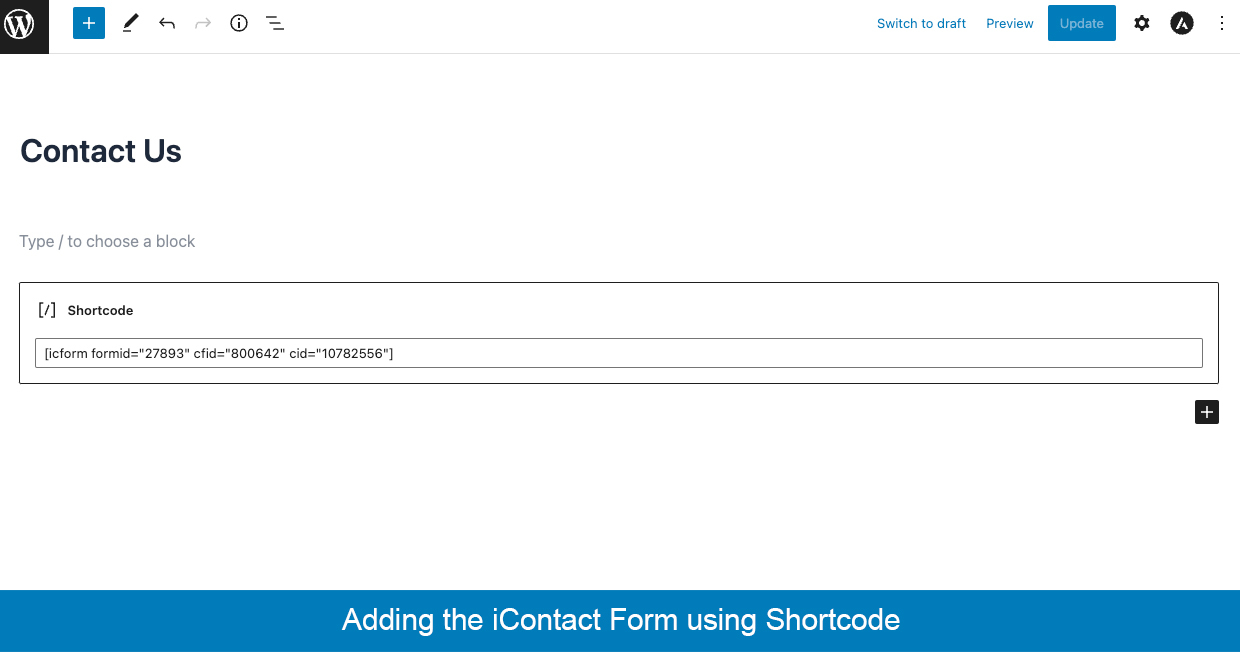 Switch to draft Preview Update
Contact Us
Type / to choose a block
[/] Shortcode
[icform formid="27893" cfid="800642" cid="10782556"]
Adding the iContact Form using Shortcode